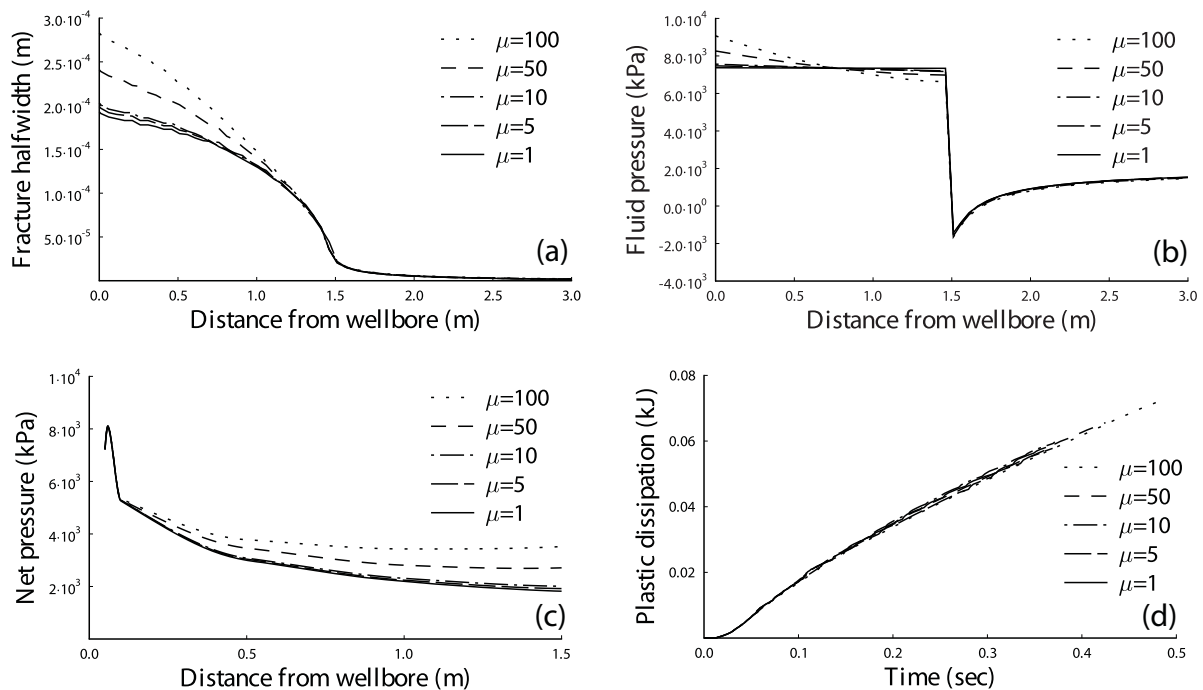 3.0·10⁻⁴
2.5·10⁻⁴
2.0·10⁻⁴
1.5·10⁻⁴
1.0·10⁻⁴
5.0·10⁻⁵
Fracture halfwidth (m)
μ=100
μ=50
μ=10
μ=5
μ=1
(a)
0.0 0.5 1.0 1.5 2.0 2.5 3.0
Distance from wellbore (m)
1.0·10⁴
8.0·10³
6.0·10³
4.0·10³
2.0·10³
0.0·10⁰
-2.0·10³
-4.0·10³
Fluid pressure (kPa)
μ=100
μ=50
μ=10
μ=5
μ=1
(b)
0.0 0.5 1.0 1.5 2.0 2.5 3.0
Distance from wellbore (m)
1·10⁴
8·10³
6·10³
4·10³
2·10³
Net pressure (kPa)
μ=100
μ=50
μ=10
μ=5
μ=1
(c)
0.0 0.5 1.0 1.5
Distance from wellbore (m)
0.08
0.06
0.04
0.02
Plastic dissipation (kJ)
μ=100
μ=50
μ=10
μ=5
μ=1
(d)
0.0 0.1 0.2 0.3 0.4 0.5
Time (sec)